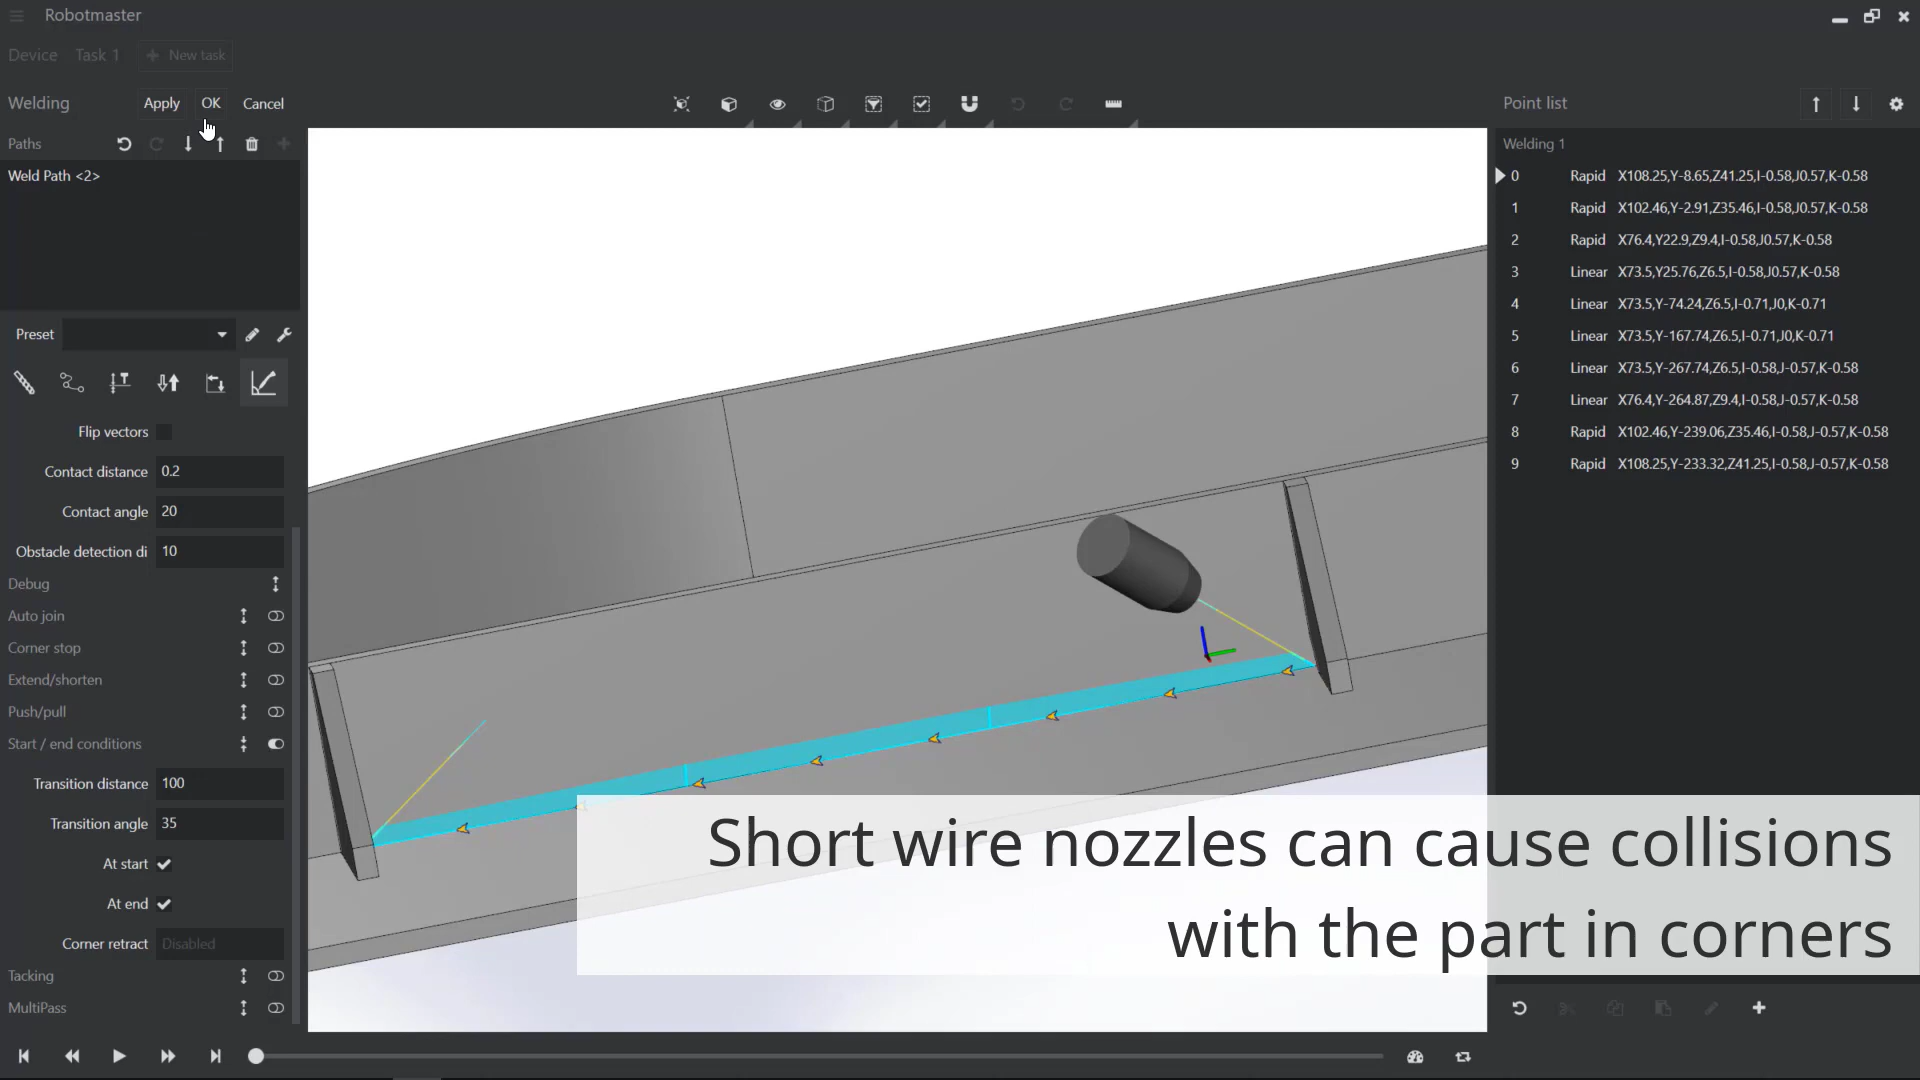 Robotmaster
Device Task 1 New task
Welding Apply OK Cancel
Paths
Weld Path <2>
Preset
Flip vectors
Contact distance 0.2
Contact angle 20
Obstacle detection di 10
Debug
Auto join
Corner stop
Extend/shorten
Push/pull
Start / end conditions
Transition distance 100
Transition angle 35
At start
At end
Corner retract Disabled
Tacking
MultiPass
Short wire nozzles can cause collisions
with the part in corners
Point list
Welding 1
0 Rapid X108.25,Y-8.65,Z41.25,I-0.58,J0.57,K-0.58
1 Rapid X102.46,Y-2.91,Z35.46,I-0.58,J0.57,K-0.58
2 Rapid X76.4,Y22.9,Z9.4,I-0.58,J0.57,K-0.58
3 Linear X73.5,Y25.76,Z6.5,I-0.58,J0.57,K-0.58
4 Linear X73.5,Y-74.24,Z6.5,I-0.71,J0,K-0.71
5 Linear X73.5,Y-167.74,Z6.5,I-0.71,J0,K-0.71
6 Linear X73.5,Y-267.74,Z6.5,I-0.58,J-0.57,K-0.58
7 Linear X76.4,Y-264.87,Z9.4,I-0.58,J-0.57,K-0.58
8 Rapid X102.46,Y-239.06,Z35.46,I-0.58,J-0.57,K-0.58
9 Rapid X108.25,Y-233.32,Z41.25,I-0.58,J-0.57,K-0.58